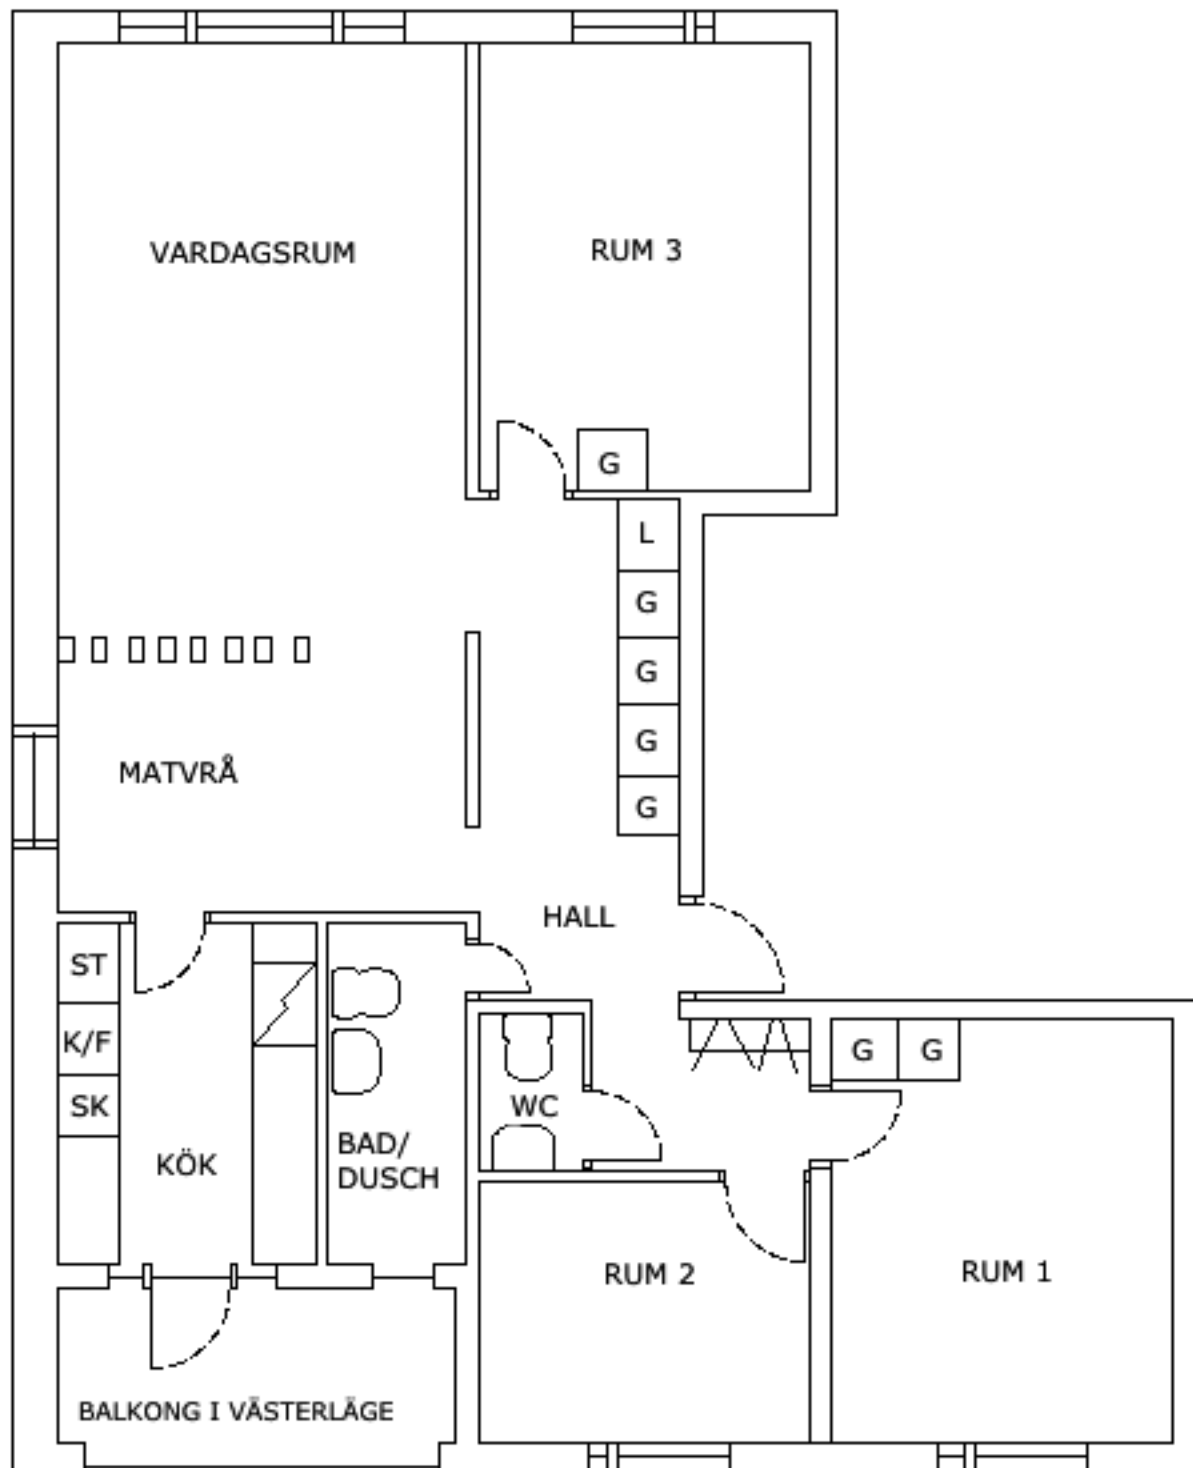 VARDAGSRUM
RUM 3
G
L
G
G
G
G
MATVRÅ
HALL
ST
K/F
SK
KÖK
BAD/
DUSCH
WC
G G
RUM 2
RUM 1
BALKONG I VÄSTERLÄGE